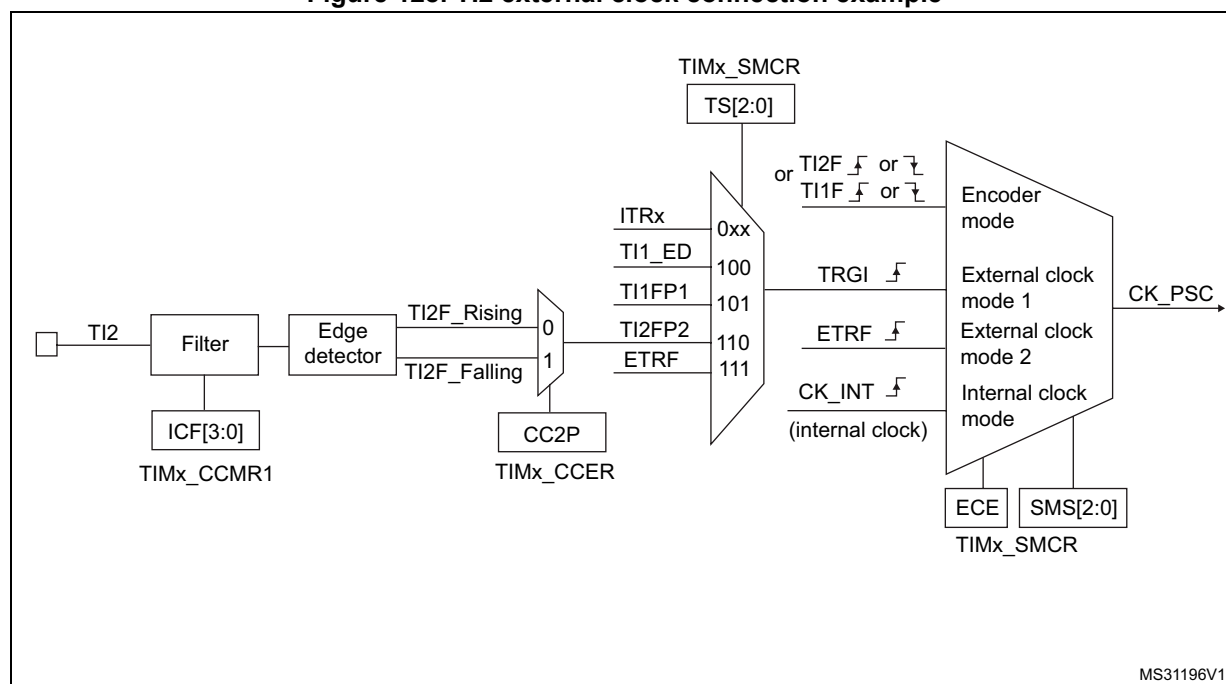 TIMx_SMCR
TS[2:0]
or TI2F or
TI1F or
Encoder
mode
ITRx
0xx
TI1_ED
100
TRGI
External clock
mode 1
CK_PSC
TI1FP1
101
TI2F_Rising
0
TI2
Filter
Edge
detector
TI2FP2
110
ETRF
External clock
mode 2
ETRF
111
TI2F_Falling
1
CK_INT
Internal clock
mode
(internal clock)
ICF[3:0]
CC2P
TIMx_CCMR1
TIMx_CCER
ECE
SMS[2:0]
TIMx_SMCR
MS31196V1